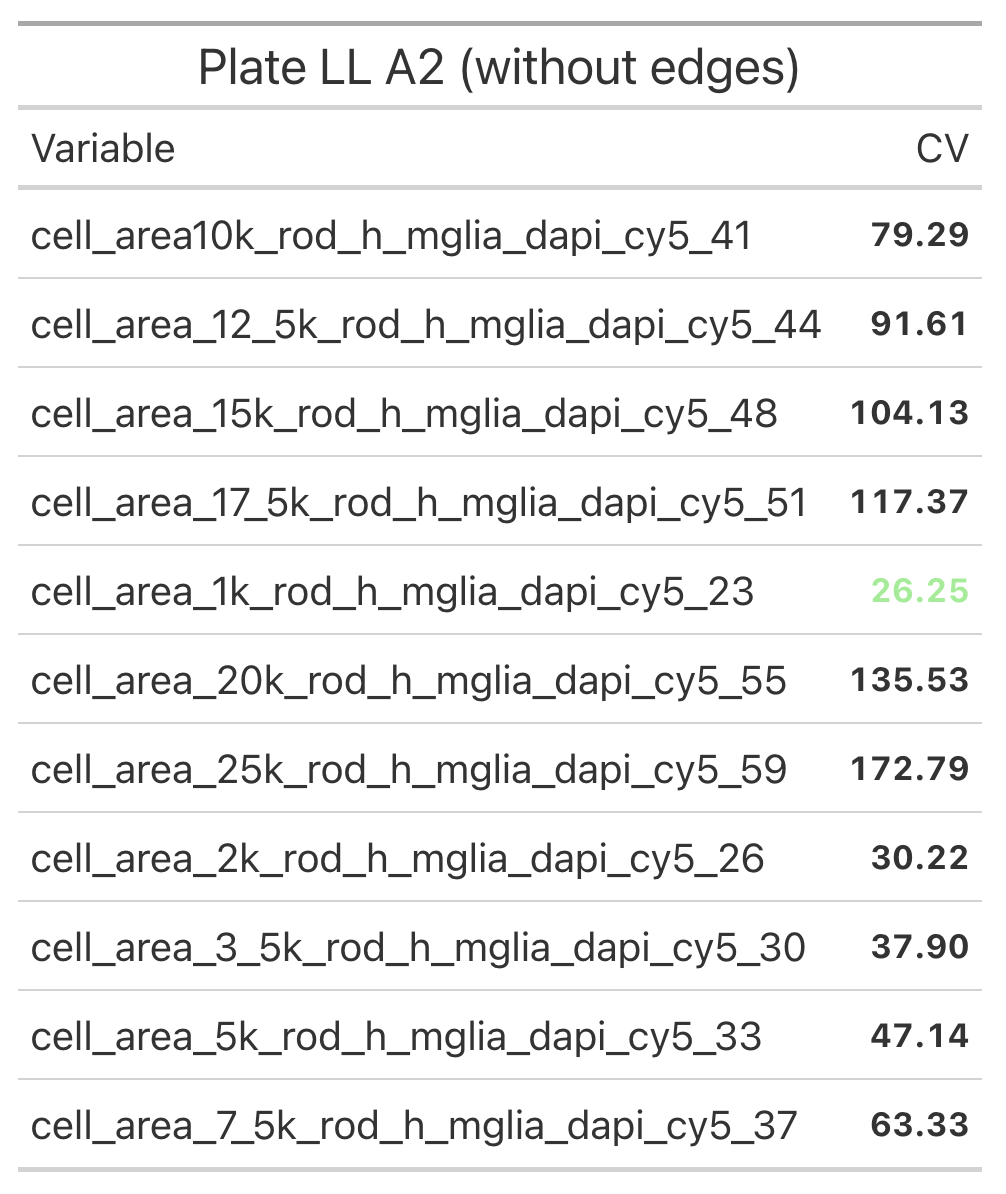 Plate LL A2 (without edges)
Variable CV
cell_area10k_rod_h_mglia_dapi_cy5_41 79.29
cell_area_12_5k_rod_h_mglia_dapi_cy5_44 91.61
cell_area_15k_rod_h_mglia_dapi_cy5_48 104.13
cell_area_17_5k_rod_h_mglia_dapi_cy5_51 117.37
cell_area_1k_rod_h_mglia_dapi_cy5_23 26.25
cell_area_20k_rod_h_mglia_dapi_cy5_55 135.53
cell_area_25k_rod_h_mglia_dapi_cy5_59 172.79
cell_area_2k_rod_h_mglia_dapi_cy5_26 30.22
cell_area_3_5k_rod_h_mglia_dapi_cy5_30 37.90
cell_area_5k_rod_h_mglia_dapi_cy5_33 47.14
cell_area_7_5k_rod_h_mglia_dapi_cy5_37 63.33